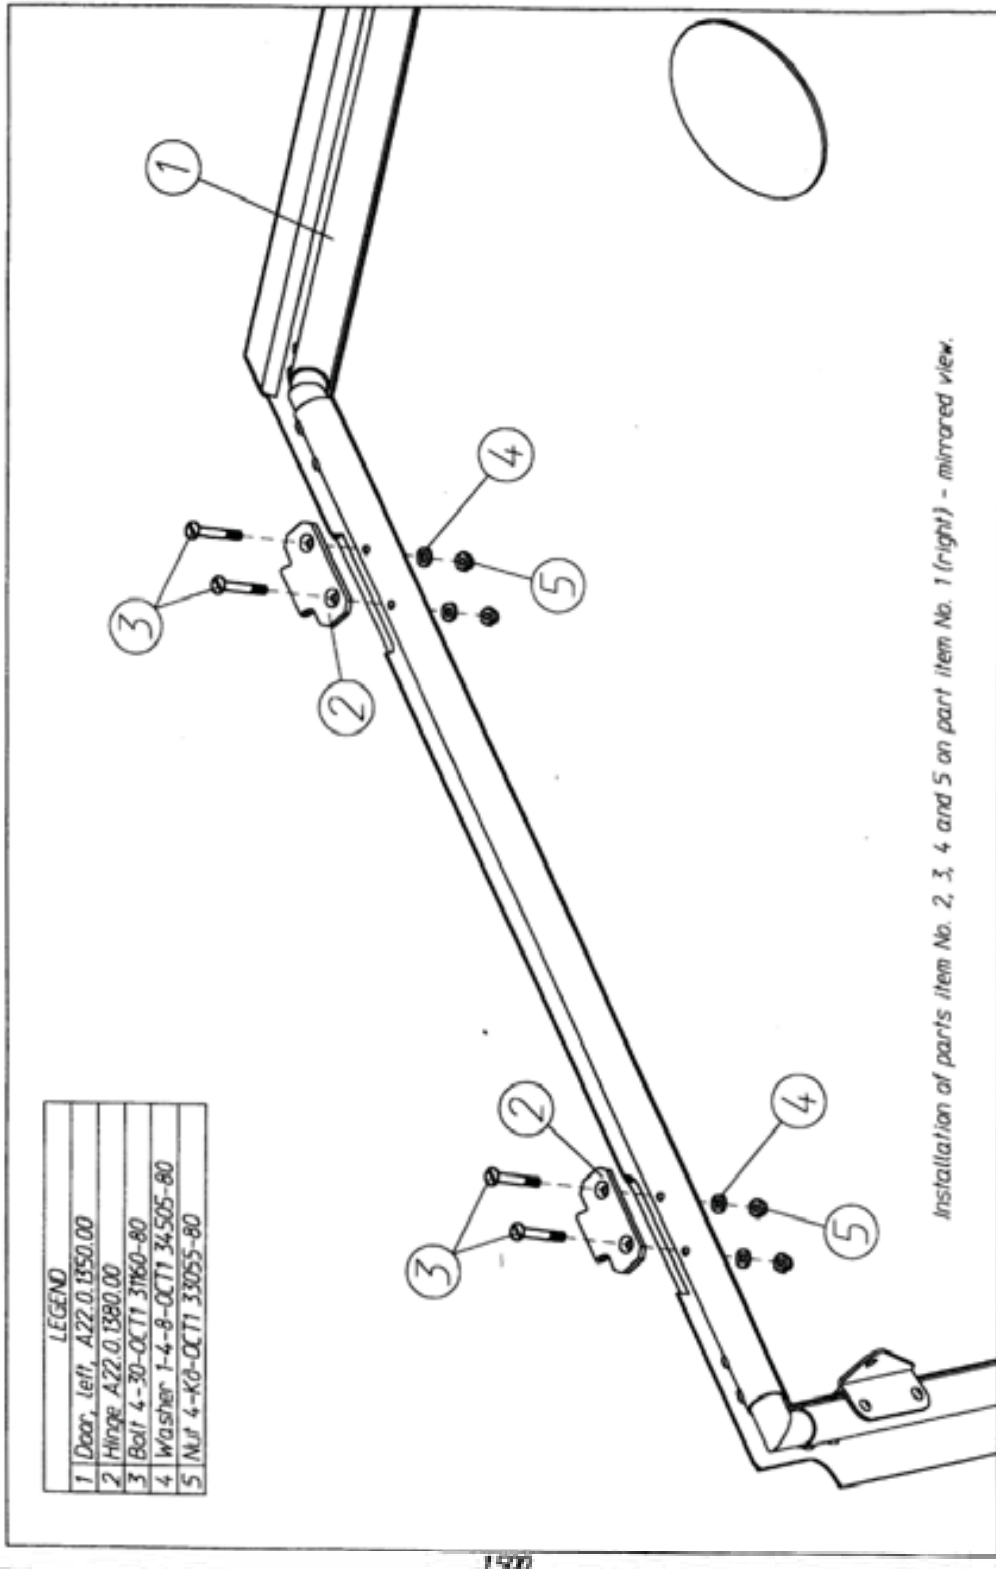 LEGEND
1 Door, left, A22.0.1350.00
2 Hinge A22.0.1380.00
3 Bolt 4-30-OCT1 31160-80
4 Washer 1-4-8-OCT1 34505-80
5 Nut 4-Kd-OCT1 33055-80
1
3
2
4
5
3
2
4
5
Installation of parts item No. 2, 3, 4 and 5 on part item No. 1 (right) - mirrored view.